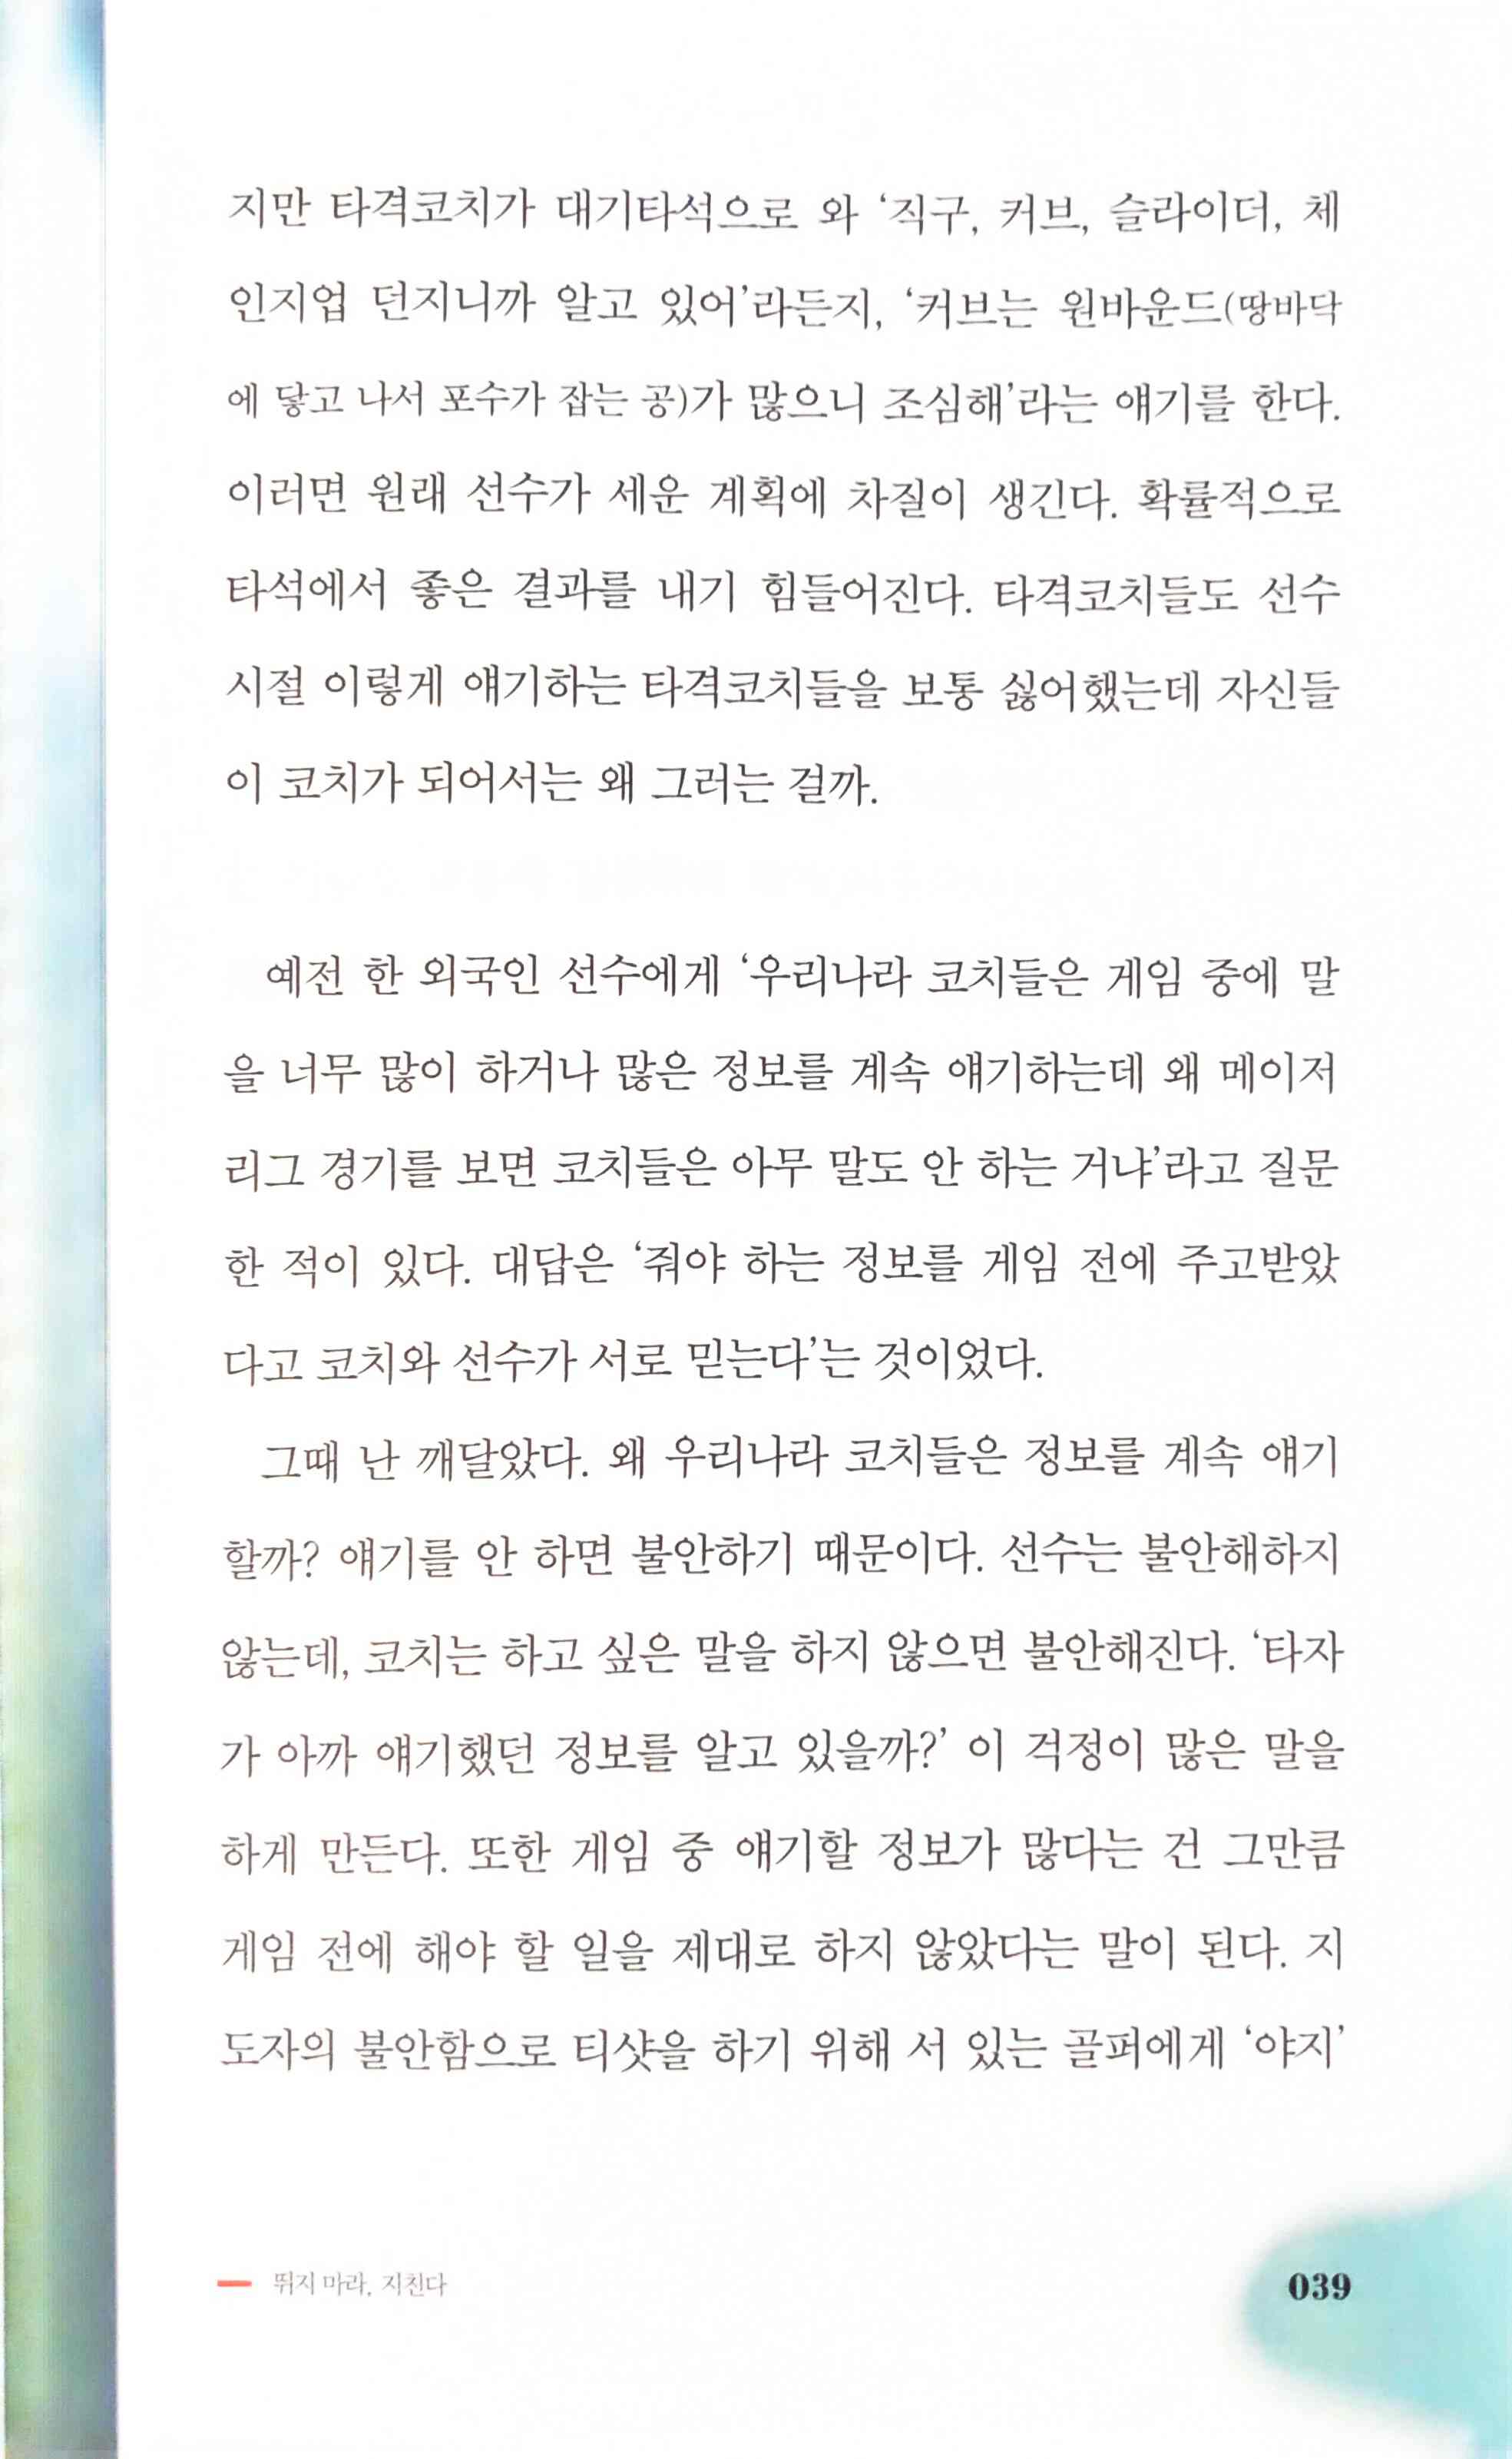 지만 타격코치가 대기타석으로 와 ‘직구, 커브, 슬라이더, 체
인지업 던지니까 알고 있어’라든지, ‘커브는 원바운드(땅바닥
에 닿고 나서 포수가 잡는 공)가 많으니 조심해’라는 얘기를 한다.
이러면 원래 선수가 세운 계획에 차질이 생긴다. 확률적으로
타석에서 좋은 결과를 내기 힘들어진다. 타격코치들도 선수
시절 이렇게 얘기하는 타격코치들을 보통 싫어했는데 자신들
이 코치가 되어서는 왜 그러는 걸까.
예전 한 외국인 선수에게 ‘우리나라 코치들은 게임 중에 말
을 너무 많이 하거나 많은 정보를 계속 얘기하는데 왜 메이저
리그 경기를 보면 코치들은 아무 말도 안 하는 거냐’라고 질문
한 적이 있다. 대답은 ‘줘야 하는 정보를 게임 전에 주고받았
다고 코치와 선수가 서로 믿는다’는 것이었다.
그때 난 깨달았다. 왜 우리나라 코치들은 정보를 계속 얘기
할까? 얘기를 안 하면 불안하기 때문이다. 선수는 불안해하지
않는데, 코치는 하고 싶은 말을 하지 않으면 불안해진다. ‘타자
가 아까 얘기했던 정보를 알고 있을까?’ 이 걱정이 많은 말을
하게 만든다. 또한 게임 중 얘기할 정보가 많다는 건 그만큼
게임 전에 해야 할 일을 제대로 하지 않았다는 말이 된다. 지
도자의 불안함으로 티샷을 하기 위해 서 있는 골퍼에게 ‘야지’
뛰지 마라, 지친다
039